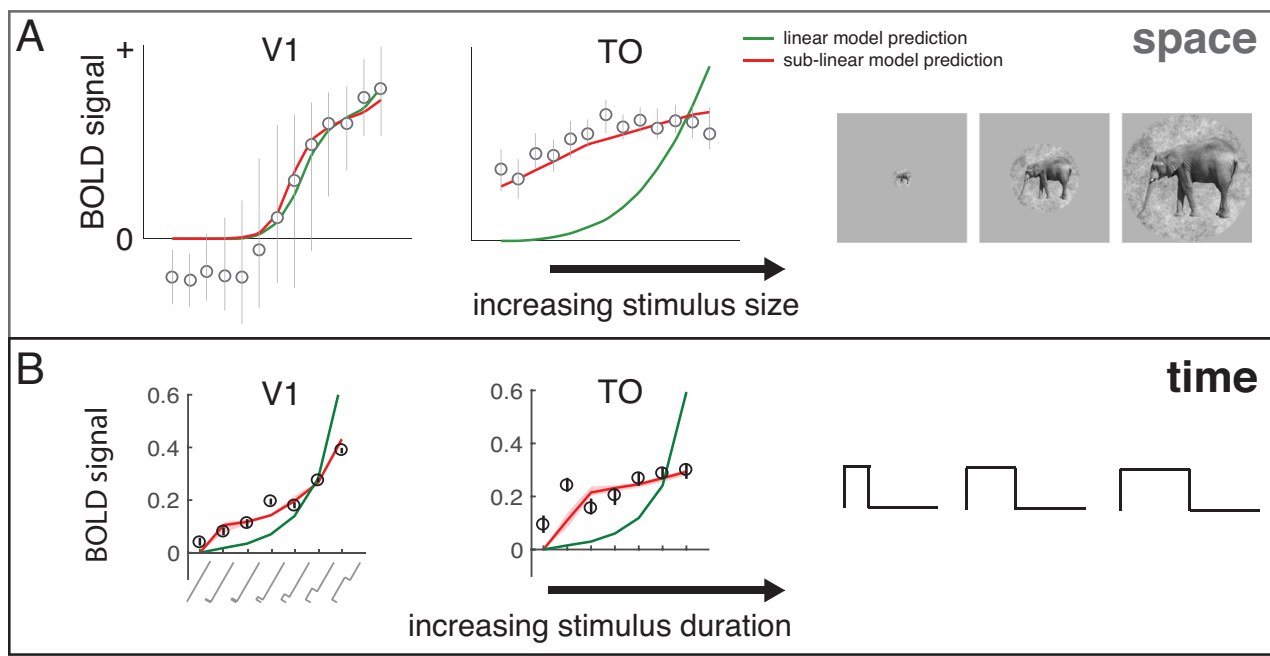 A
V1
TO
linear model prediction
sub-linear model prediction
space
BOLD signal
+
0
increasing stimulus size
B
V1
TO
time
BOLD signal
0.6
0.4
0.2
0
0.6
0.4
0.2
0
increasing stimulus duration